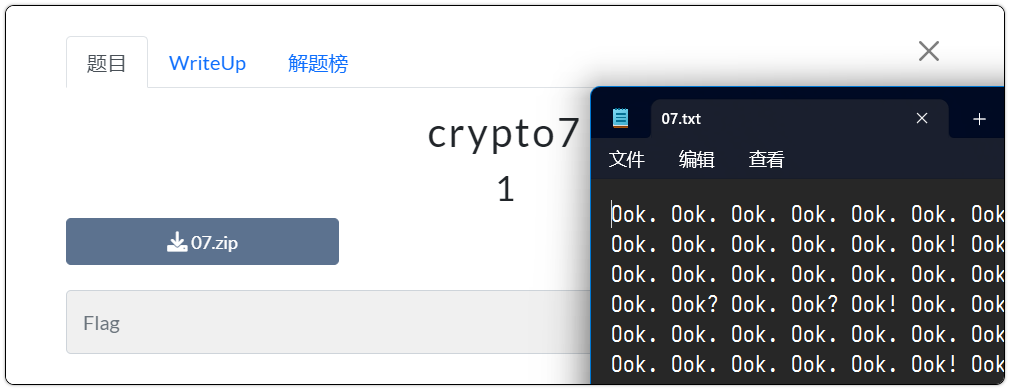 题目 WriteUp 解题榜
crypto7
1
07.zip
Flag
07.txt
文件 编辑 查看
Ook. Ook. Ook. Ook. Ook. Ook. Ook
Ook. Ook. Ook. Ook. Ook. Ook! Ook
Ook. Ook. Ook. Ook. Ook. Ook. Ook
Ook. Ook? Ook. Ook? Ook! Ook. Ook
Ook. Ook. Ook. Ook. Ook. Ook. Ook
Ook. Ook. Ook. Ook. Ook. Ook! Ook